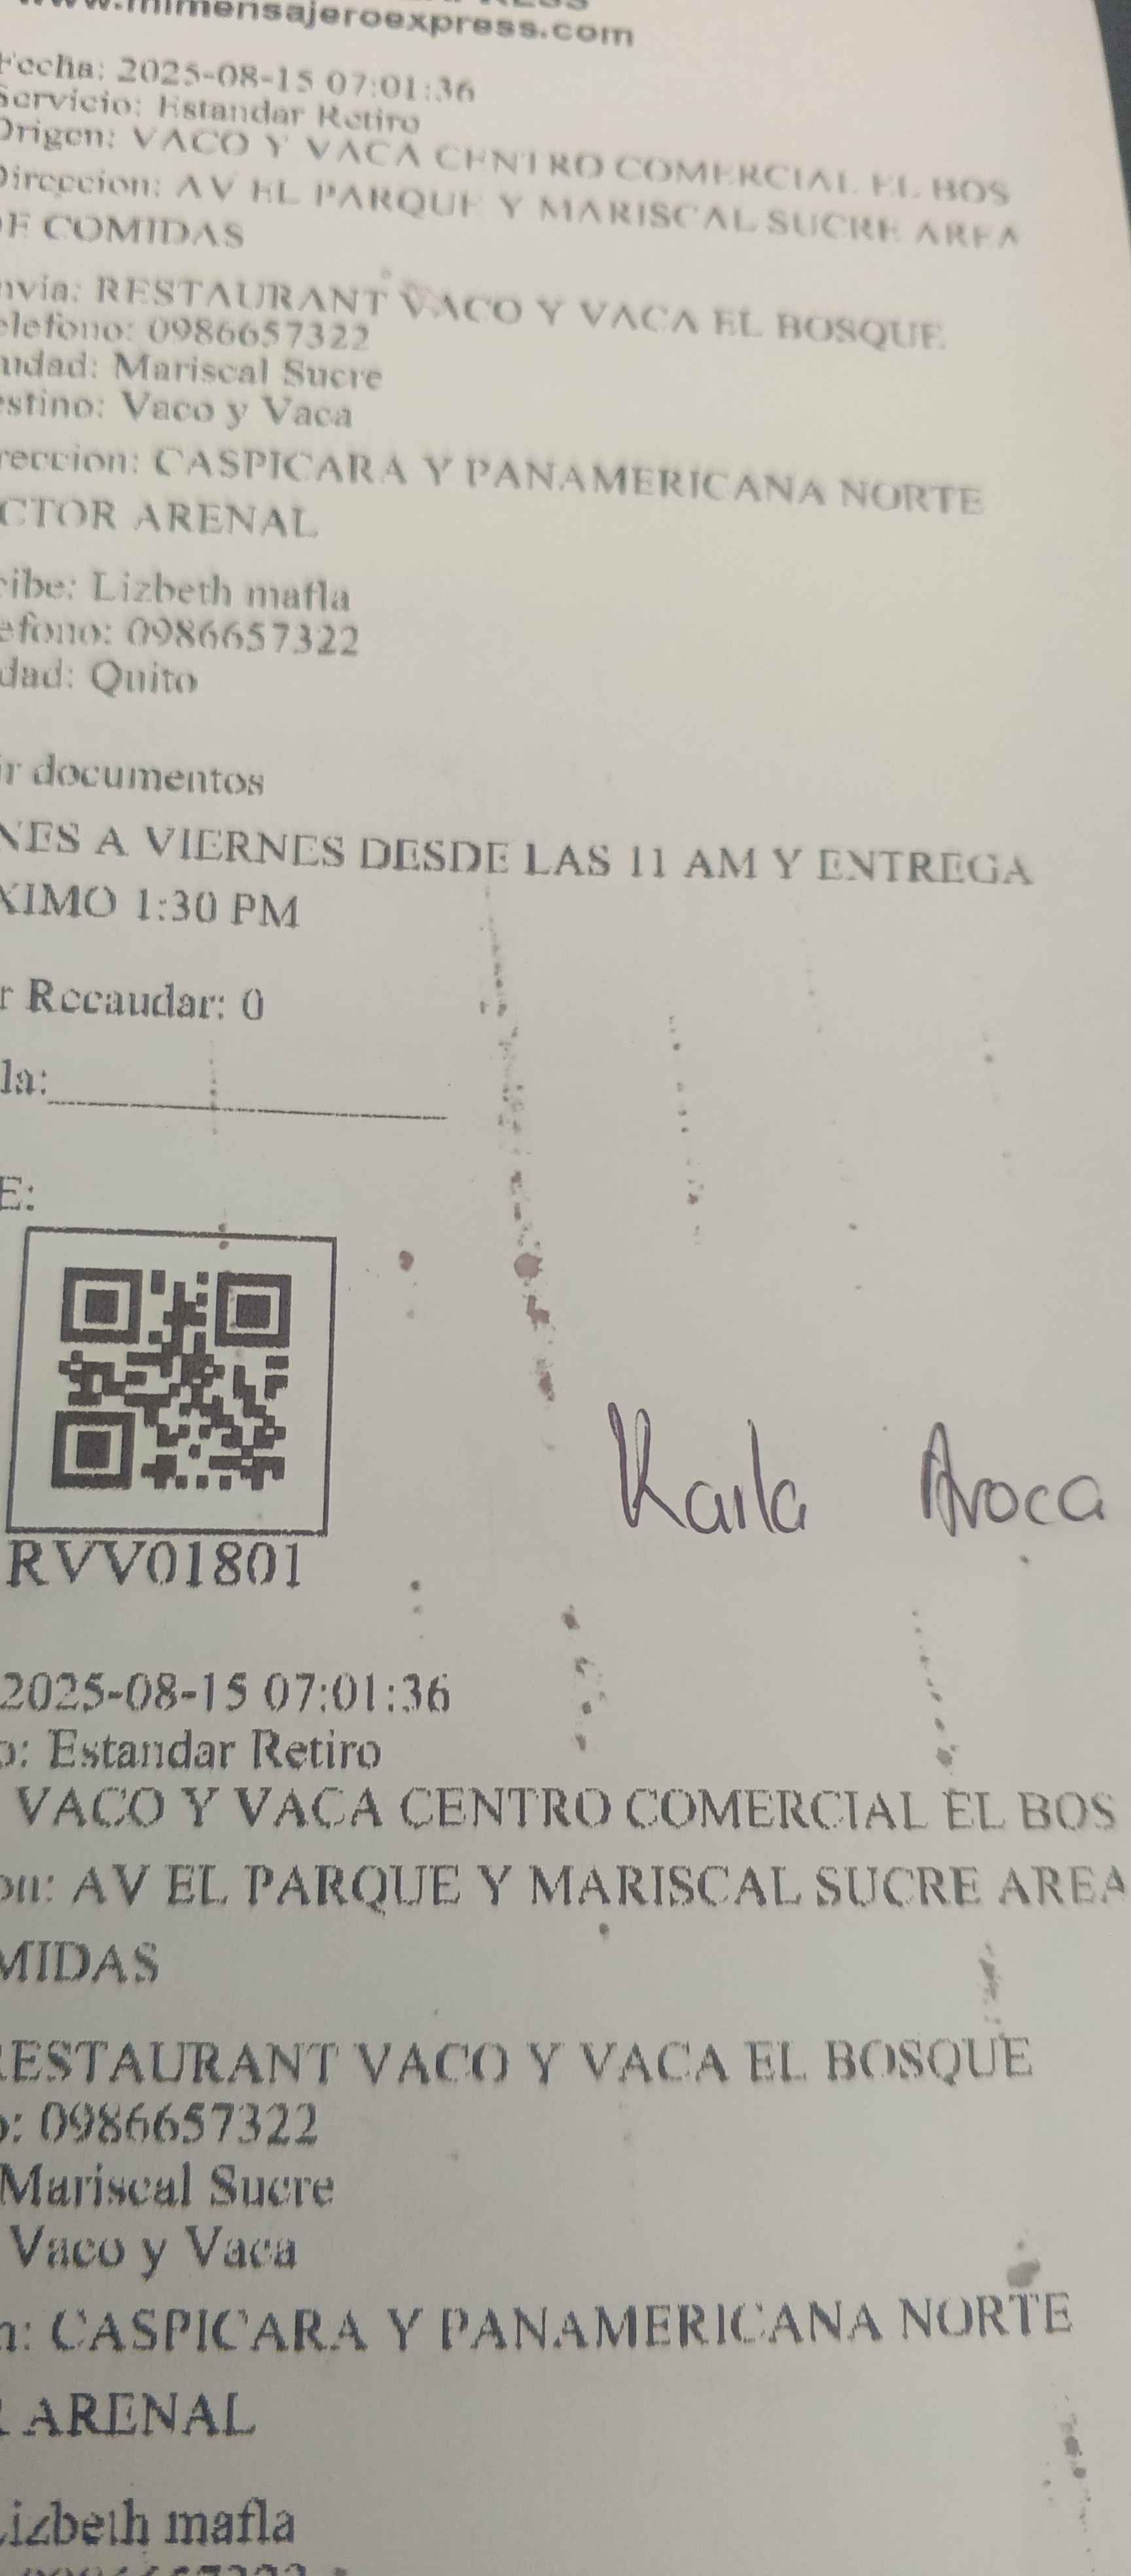 www.mimensajeroexpress.com
Fecha: 2025-08-15 07:01:36
Servicio: Estandar Retiro
Origen: VACO Y VACA CENTRO COMERCIAL EL BOS
Direccion: AV EL PARQUE Y MARISCAL SUCRE AREA
DE COMIDAS
nvia: RESTAURANT VACO Y VACA EL BOSQUE
elefono: 0986657322
udad: Mariscal Sucre
estino: Vaco y Vaca
reccion: CASPICARA Y PANAMERICANA NORTE
CTOR ARENAL
cibe: Lizbeth mafla
efono: 0986657322
dad: Quito
ir documentos
NES A VIERNES DESDE LAS 11 AM Y ENTREGA
XIMO 1:30 PM
r Recaudar: 0
la:
E:
Karla Aroca
RVV01801
2025-08-15 07:01:36
o: Estandar Retiro
VACO Y VACA CENTRO COMERCIAL EL BOS
on: AV EL PARQUE Y MARISCAL SUCRE AREA
MIDAS
RESTAURANT VACO Y VACA EL BOSQUE
o: 0986657322
Mariscal Sucre
Vaco y Vaca
n: CASPICARA Y PANAMERICANA NORTE
R ARENAL
Lizbeth mafla